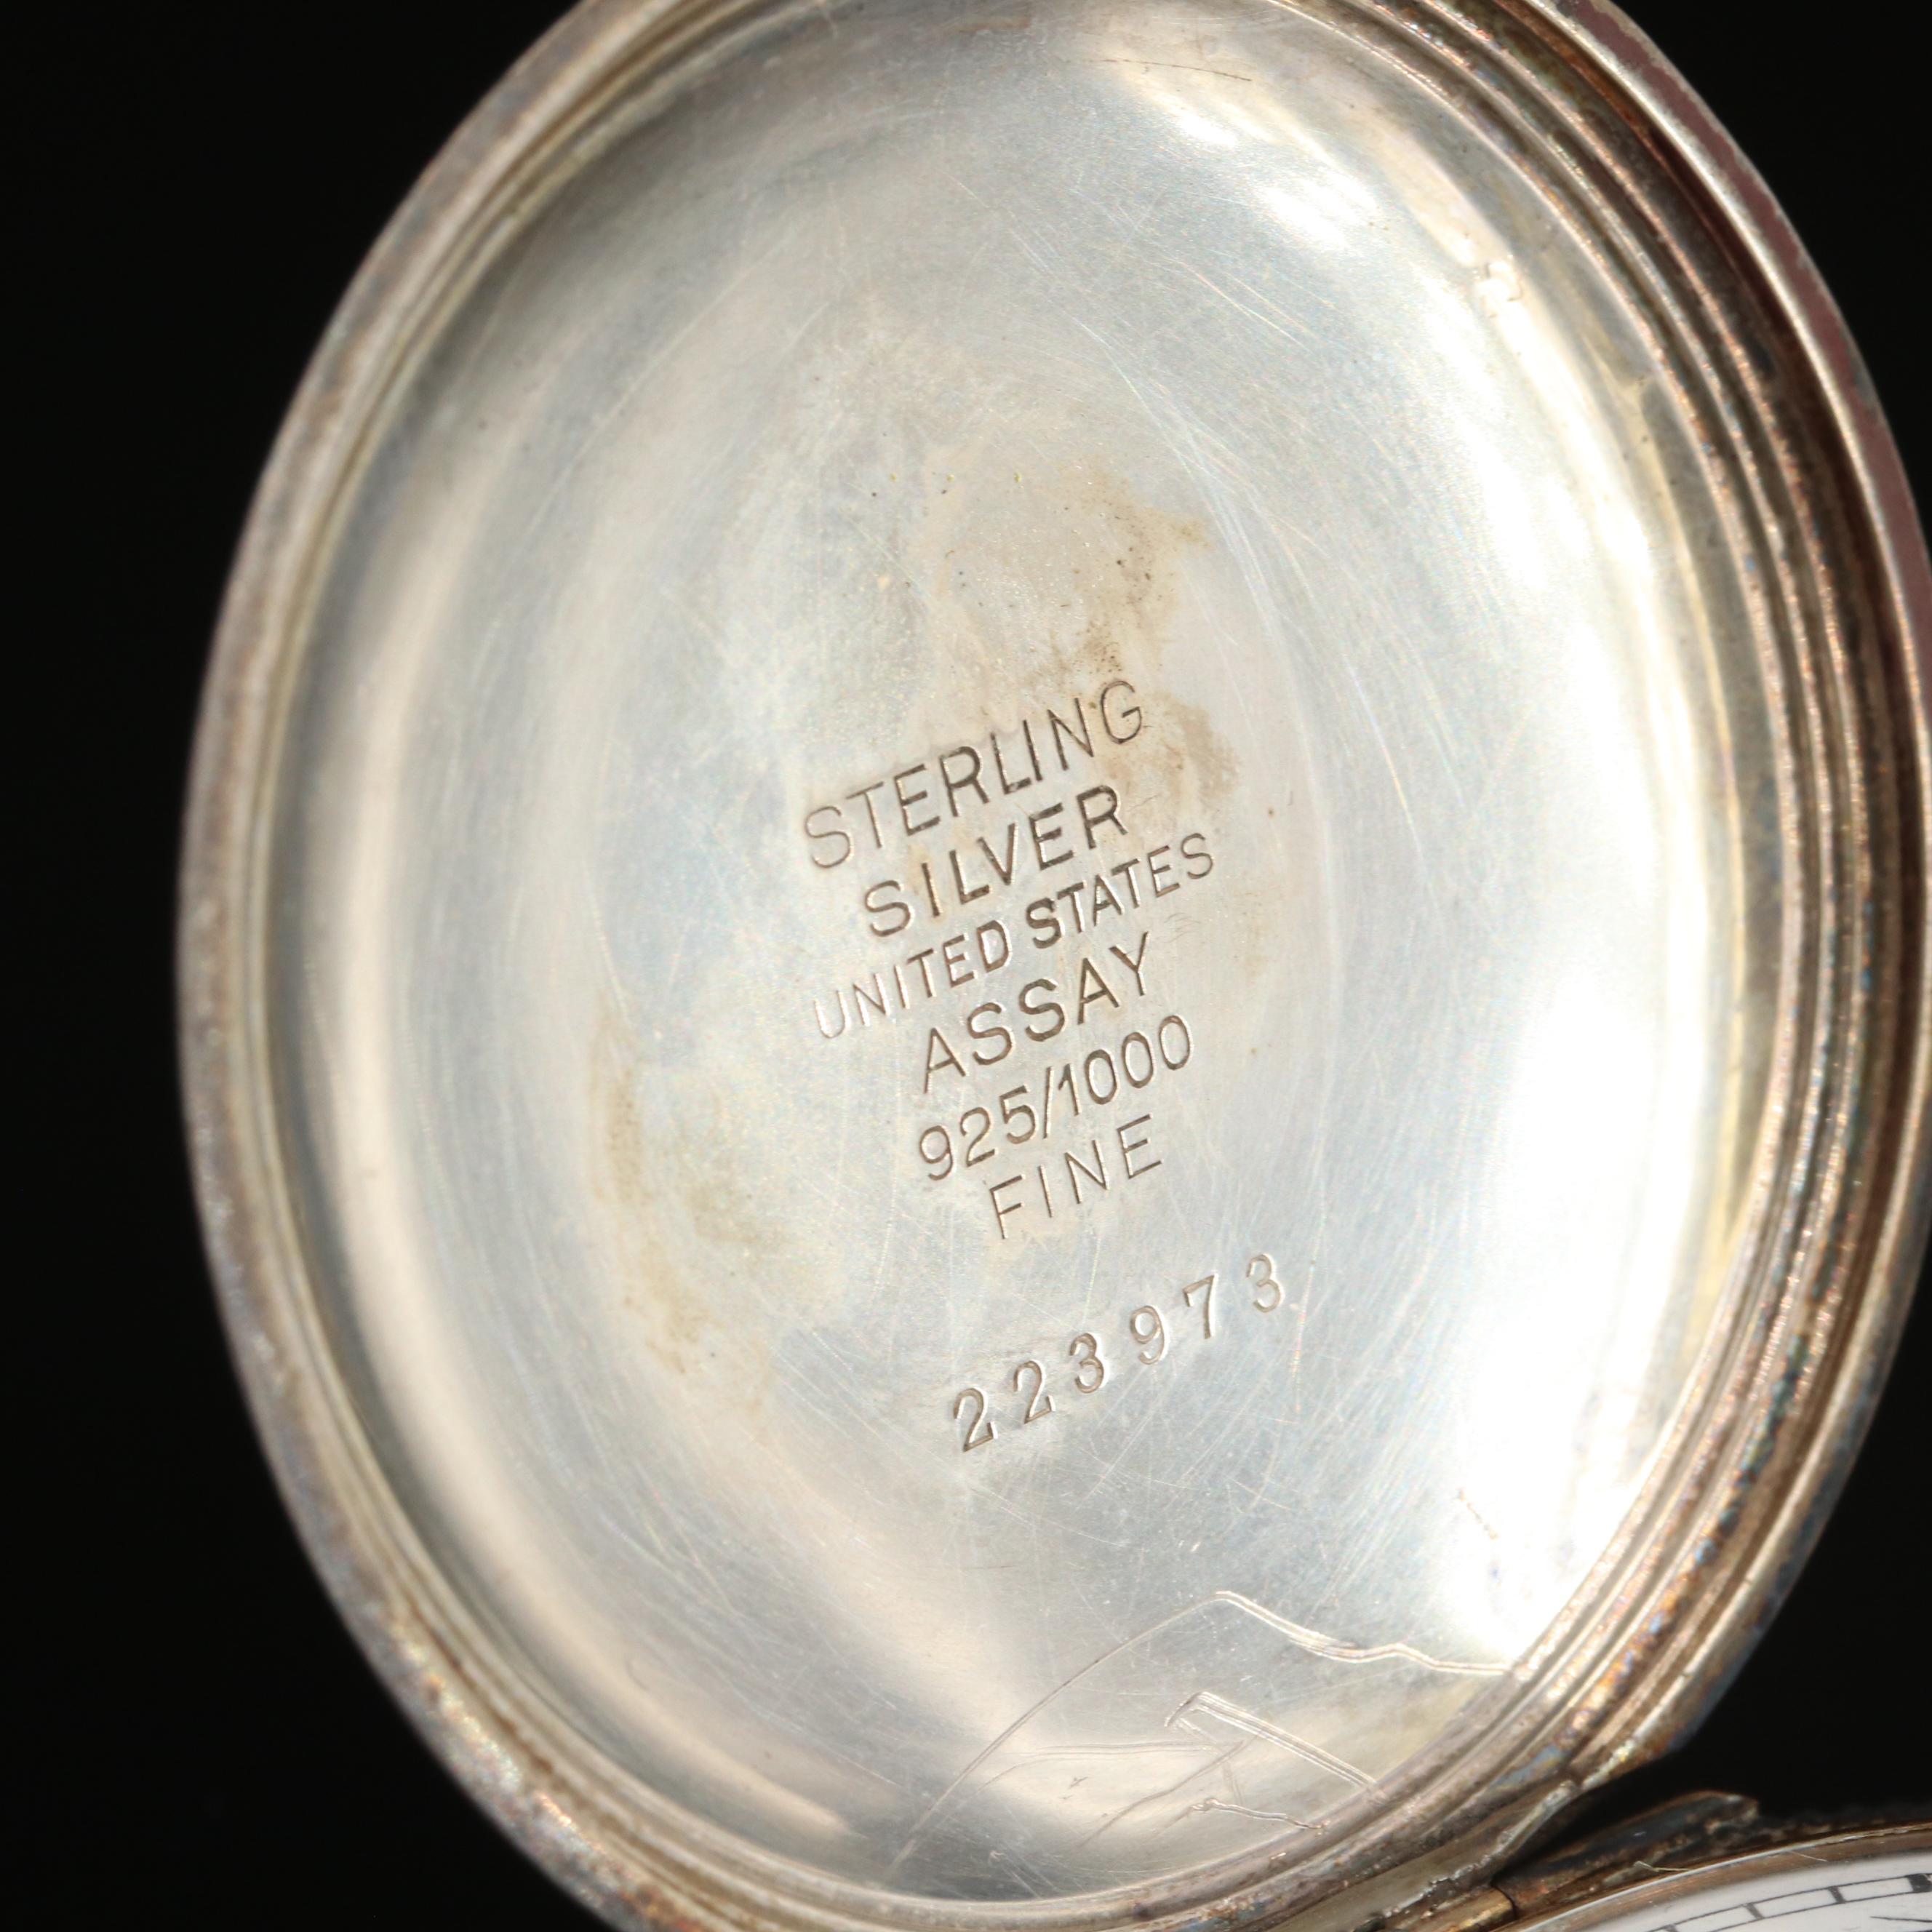 STERLING
SILVER
UNITED STATES
ASSAY
925/1000
FINE
223973